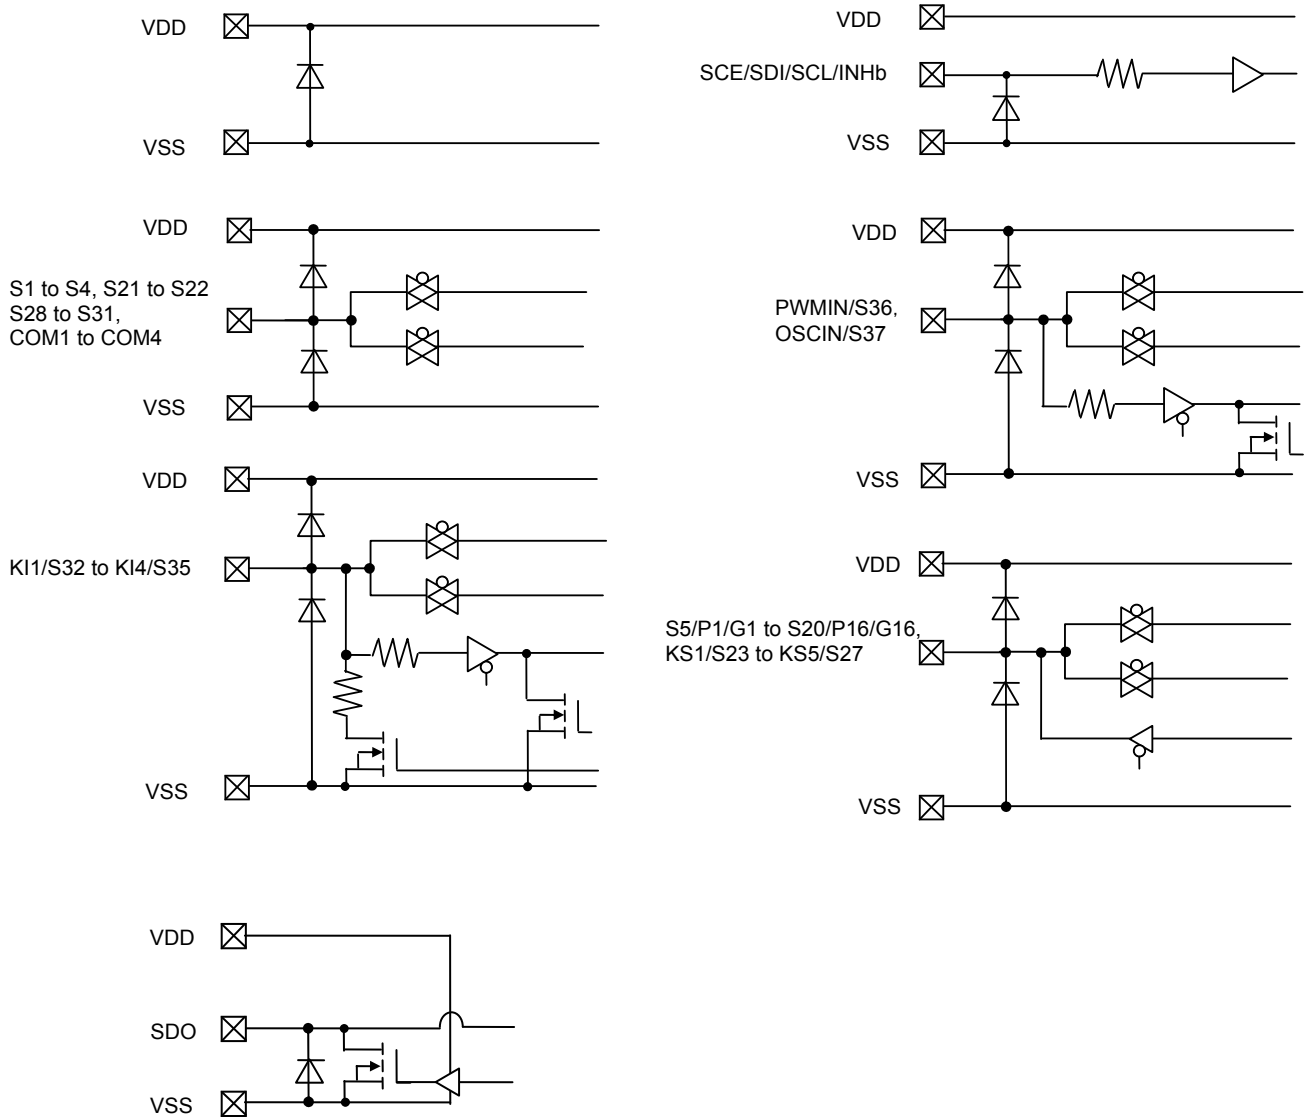 VDD
VSS
VDD
SCE/SDI/SCL/INHb
VSS
VDD
S1 to S4, S21 to S22
S28 to S31,
COM1 to COM4
VSS
VDD
PWMIN/S36,
OSCIN/S37
VSS
VDD
KI1/S32 to KI4/S35
VSS
VDD
S5/P1/G1 to S20/P16/G16,
KS1/S23 to KS5/S27
VSS
VDD
SDO
VSS